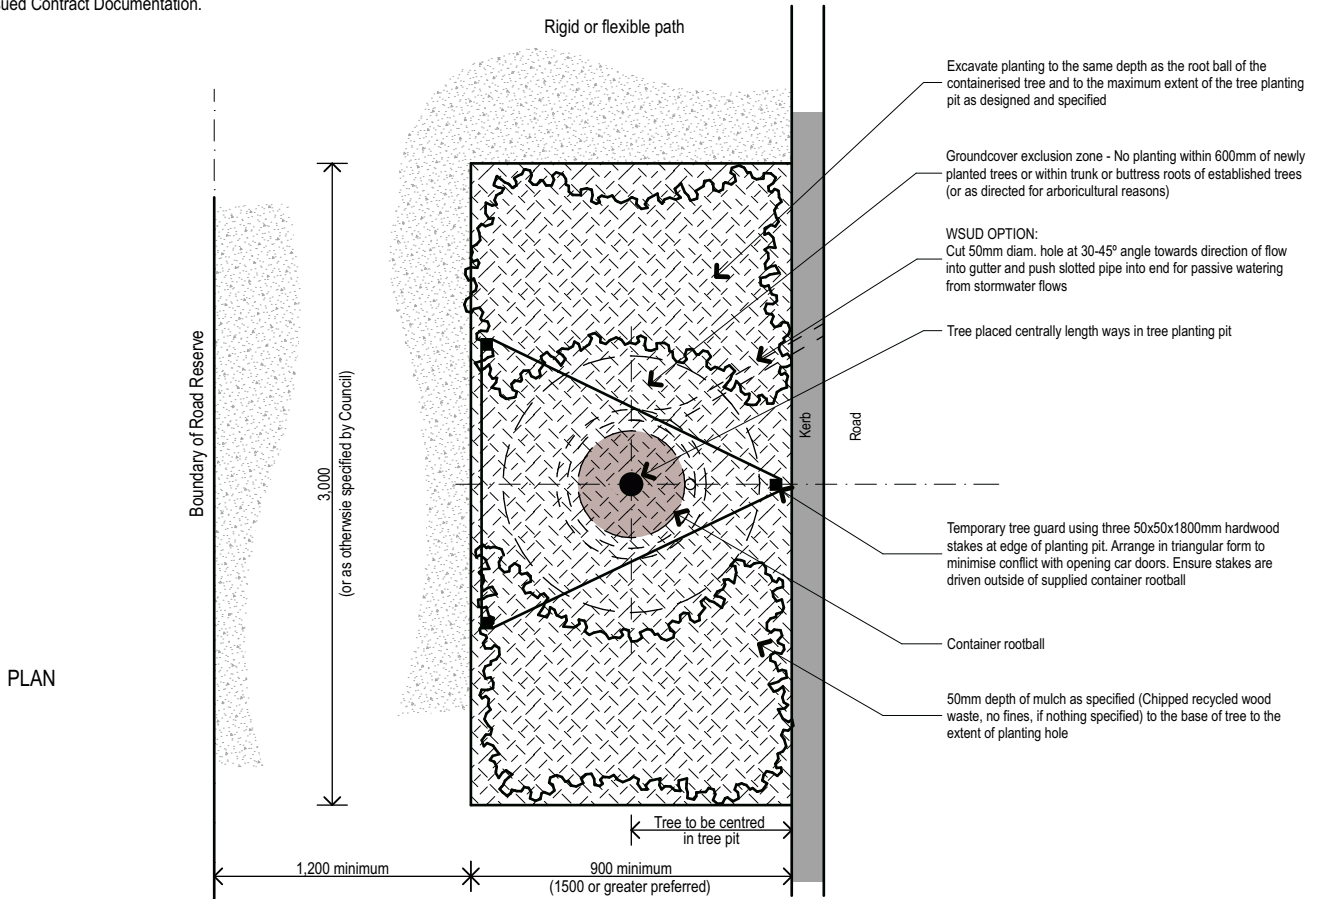 sued Contract Documentation.
Rigid or flexible path
Excavate planting to the same depth as the root ball of the
containerised tree and to the maximum extent of the tree planting
pit as designed and specified
Groundcover exclusion zone - No planting within 600mm of newly
planted trees or within trunk or buttress roots of established trees
(or as directed for arboricultural reasons)
WSUD OPTION:
Cut 50mm diam. hole at 30-45º angle towards direction of flow
into gutter and push slotted pipe into end for passive watering
from stormwater flows
Tree placed centrally length ways in tree planting pit
Boundary of Road Reserve
3,000
(or as otherwsie specified by Council)
Kerb
Road
Temporary tree guard using three 50x50x1800mm hardwood
stakes at edge of planting pit. Arrange in triangular form to
minimise conflict with opening car doors. Ensure stakes are
driven outside of supplied container rootball
Container rootball
PLAN
50mm depth of mulch as specified (Chipped recycled wood
waste, no fines, if nothing specified) to the base of tree to the
extent of planting hole
Tree to be centred
in tree pit
1,200 minimum
900 minimum
(1500 or greater preferred)